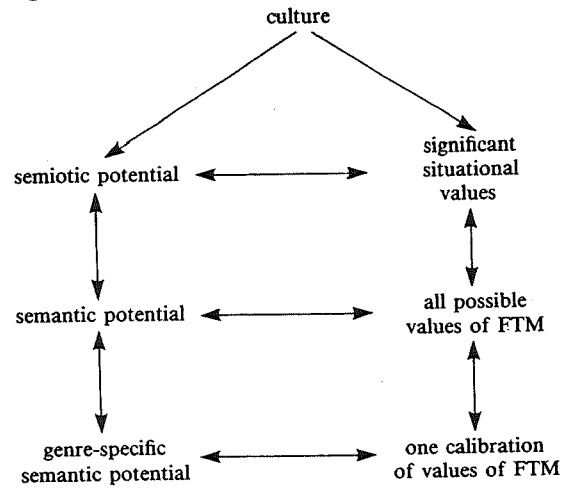 culture
semiotic potential
significant
situational
values
semantic potential
all possible
values of FTM
genre-specific
semantic potential
one calibration
of values of FTM